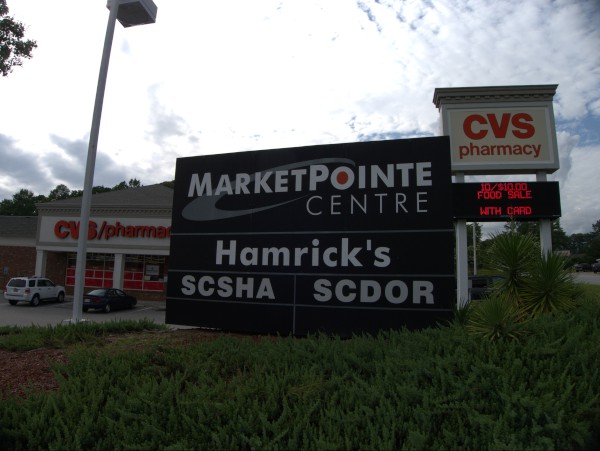 MARKETPOINTE
CENTRE
Hamrick's
SCSHA
SCDOR
CVS
pharmacy
10/$10.00
FOOD SALE
WITH CARD
CVS/pharmacy